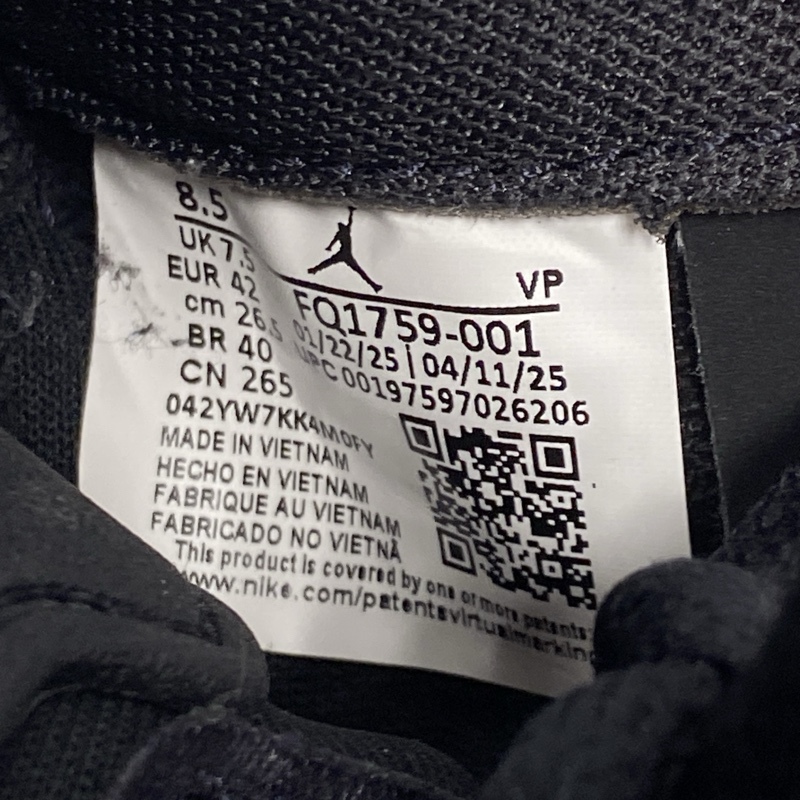 8.5
UK 7.5
EUR 42
cm 26.5
BR 40
CN 265
VP
FQ1759-001
01/22/25 | 04/11/25
UPC 00197597026206
042YW7KK4M0FY
MADE IN VIETNAM
HECHO EN VIETNAM
FABRIQUE AU VIETNAM
FABRICADO NO VIETNÃ
This product is covered by one or more patents:
www.nike.com/patentsvirtualmarking